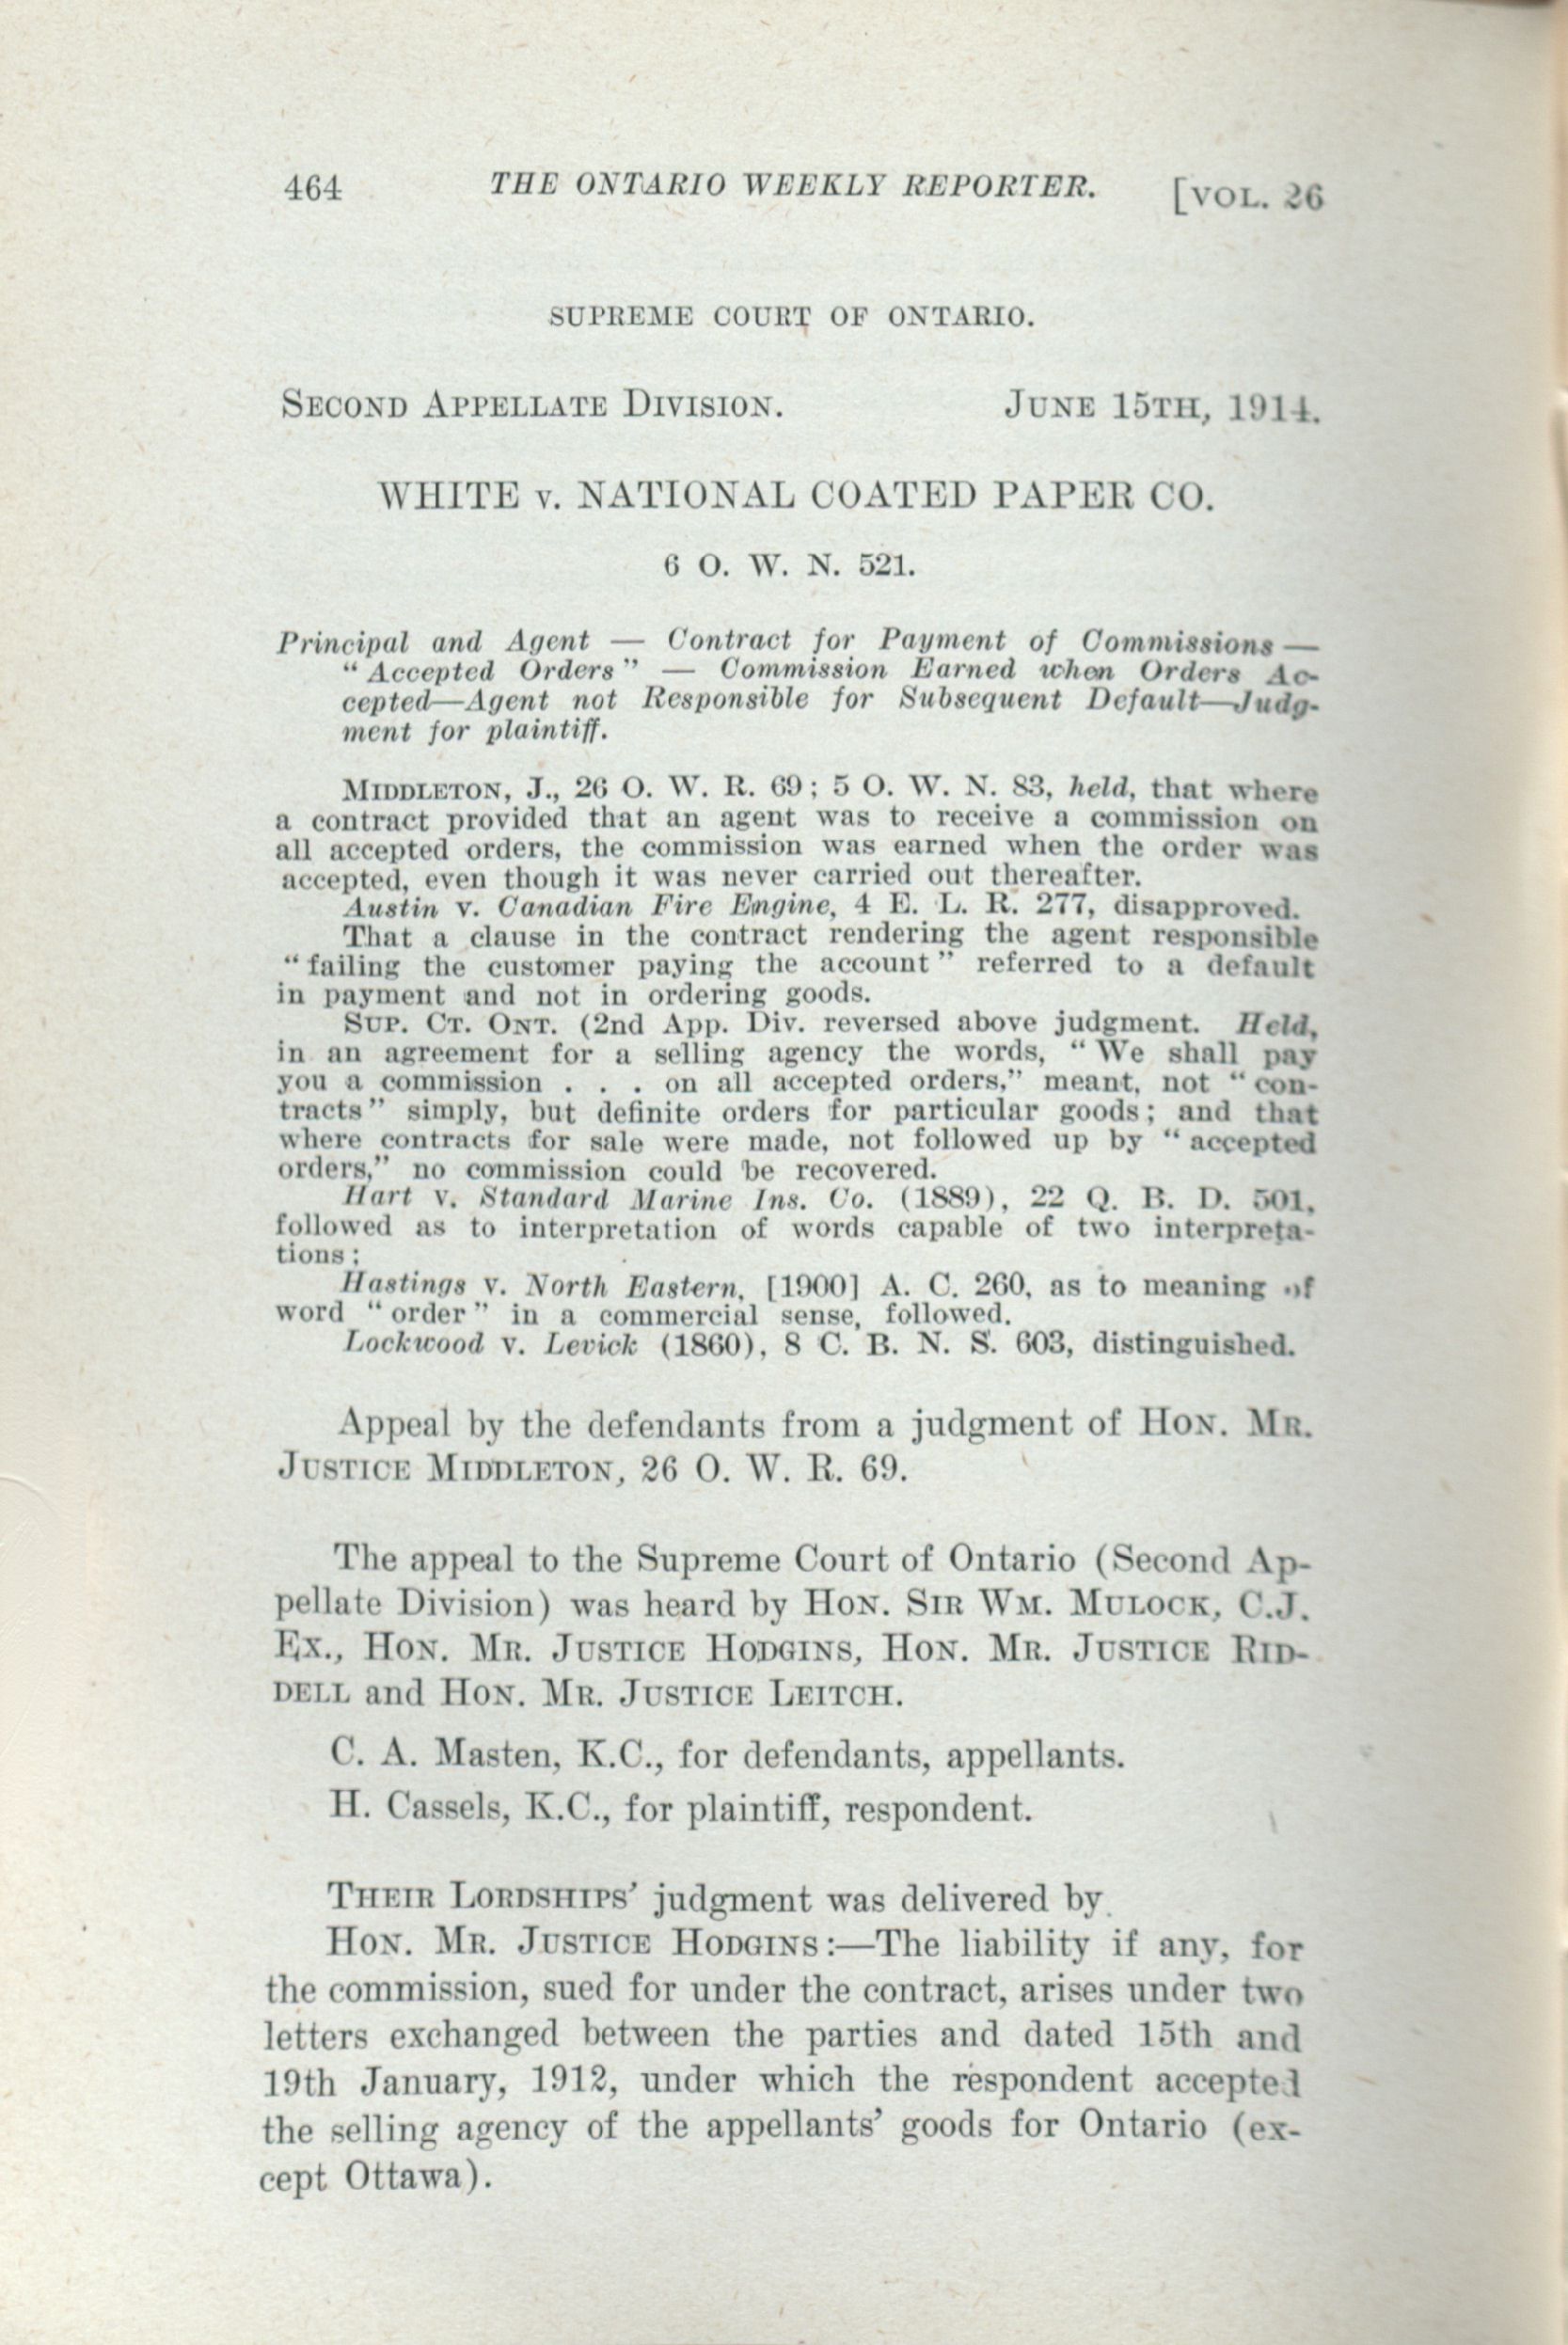 464 THE ONTARIO WEEKLY REPORTER. [VOL. 26
SUPREME COURT OF ONTARIO.
SECOND APPELLATE DIVISION. JUNE 15TH, 1914.
WHITE v. NATIONAL COATED PAPER CO.
6 O. W. N. 521.
Principal and Agent — Contract for Payment of Commissions —
“Accepted Orders” — Commission Earned when Orders Ac-
cepted—Agent not Responsible for Subsequent Default—Judg-
ment for plaintiff.
MIDDLETON, J., 26 O. W. R. 69; 5 O. W. N. 83, held, that where
a contract provided that an agent was to receive a commission on
all accepted orders, the commission was earned when the order was
accepted, even though it was never carried out thereafter.
Austin v. Canadian Fire Engine, 4 E. L. R. 277, disapproved.
That a clause in the contract rendering the agent responsible
“failing the customer paying the account” referred to a default
in payment and not in ordering goods.
SUP. CT. ONT. (2nd App. Div. reversed above judgment. Held,
in an agreement for a selling agency the words, “We shall pay
you a commission . . . on all accepted orders,” meant, not “con-
tracts” simply, but definite orders for particular goods; and that
where contracts for sale were made, not followed up by “accepted
orders,” no commission could be recovered.
Hart v. Standard Marine Ins. Co. (1889), 22 Q. B. D. 501,
followed as to interpretation of words capable of two interpreta-
tions;
Hastings v. North Eastern, [1900] A. C. 260, as to meaning of
word “order” in a commercial sense, followed.
Lockwood v. Levick (1860), 8 C. B. N. S. 603, distinguished.
Appeal by the defendants from a judgment of HON. MR.
JUSTICE MIDDLETON, 26 O. W. R. 69.
The appeal to the Supreme Court of Ontario (Second Ap-
pellate Division) was heard by HON. SIR WM. MULOCK, C.J.
EX., HON. MR. JUSTICE HODGINS, HON. MR. JUSTICE RID-
DELL and HON. MR. JUSTICE LEITCH.
C. A. Masten, K.C., for defendants, appellants.
H. Cassels, K.C., for plaintiff, respondent.
THEIR LORDSHIPS’ judgment was delivered by
HON. MR. JUSTICE HODGINS:—The liability if any, for
the commission, sued for under the contract, arises under two
letters exchanged between the parties and dated 15th and
19th January, 1912, under which the respondent accepted
the selling agency of the appellants’ goods for Ontario (ex-
cept Ottawa).